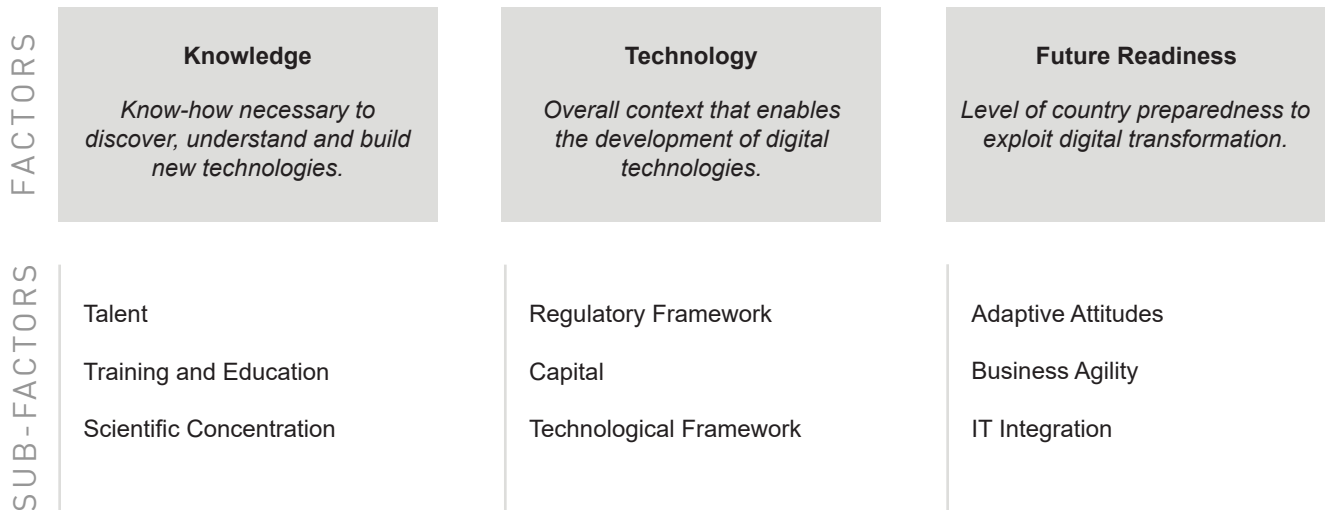 FACTORS
Knowledge
Know-how necessary to
discover, understand and build
new technologies.
Technology
Overall context that enables
the development of digital
technologies.
Future Readiness
Level of country preparedness to
exploit digital transformation.
SUB-FACTORS
Talent
Training and Education
Scientific Concentration
Regulatory Framework
Capital
Technological Framework
Adaptive Attitudes
Business Agility
IT Integration